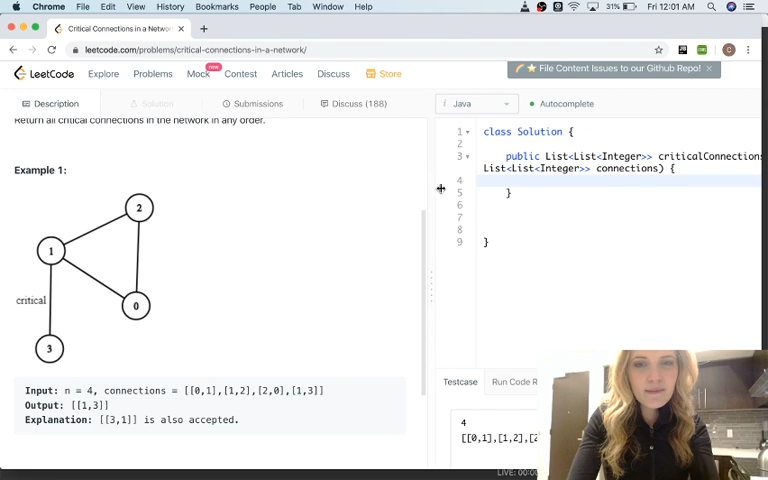 Chrome File Edit View History Bookmarks People Tab Window Help 31% Fri 12:01 AM
Critical Connections in a Networ
leetcode.com/problems/critical-connections-in-a-network/
LeetCode Explore Problems Mock new Contest Articles Discuss Store
File Content Issues to our Github Repo!
Description Solution Submissions Discuss (188)
Java Autocomplete
Return all critical connections in the network in any order.
Example 1:
2
1
0
critical
3
Input: n = 4, connections = [[0,1],[1,2],[2,0],[1,3]]
Output: [[1,3]]
Explanation: [[3,1]] is also accepted.
1 class Solution {
2
3 public List<List<Integer>> criticalConnections
List<List<Integer>> connections) {
4
5 }
6
7
8
9 }
Testcase Run Code R
4
[[0,1],[1,2],[2
LIVE: 00:0